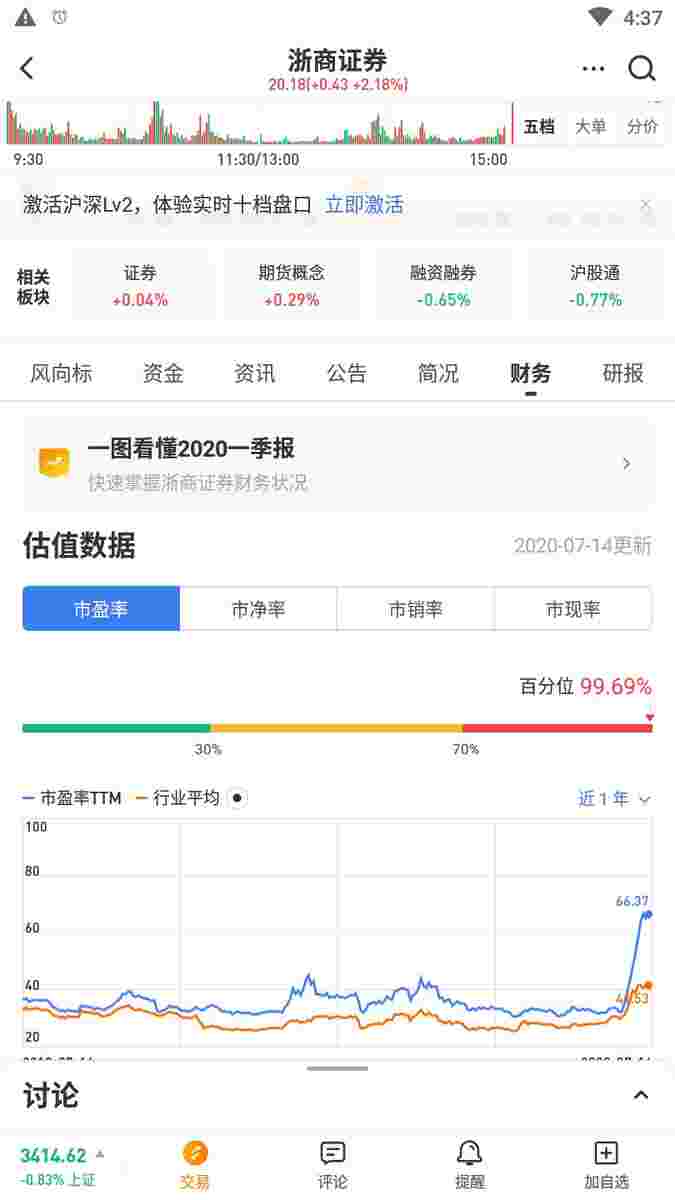 4:37
浙商证券
20.18(+0.43 +2.18%)
五档 大单 分价
9:30 11:30/13:00 15:00
激活沪深Lv2，体验实时十档盘口 立即激活
相关板块
证券 期货概念 融资融券 沪股通
+0.04% +0.29% -0.65% -0.77%
风向标 资金 资讯 公告 简况 财务 研报
一图看懂2020一季报
快速掌握浙商证券财务状况
估值数据 2020-07-14更新
市盈率 市净率 市销率 市现率
百分位 99.69%
30% 70%
市盈率TTM 行业平均 近1年
100
80
66.37
60
40
20
讨论
3414.62
-0.83% 上证
交易 评论 提醒 加自选